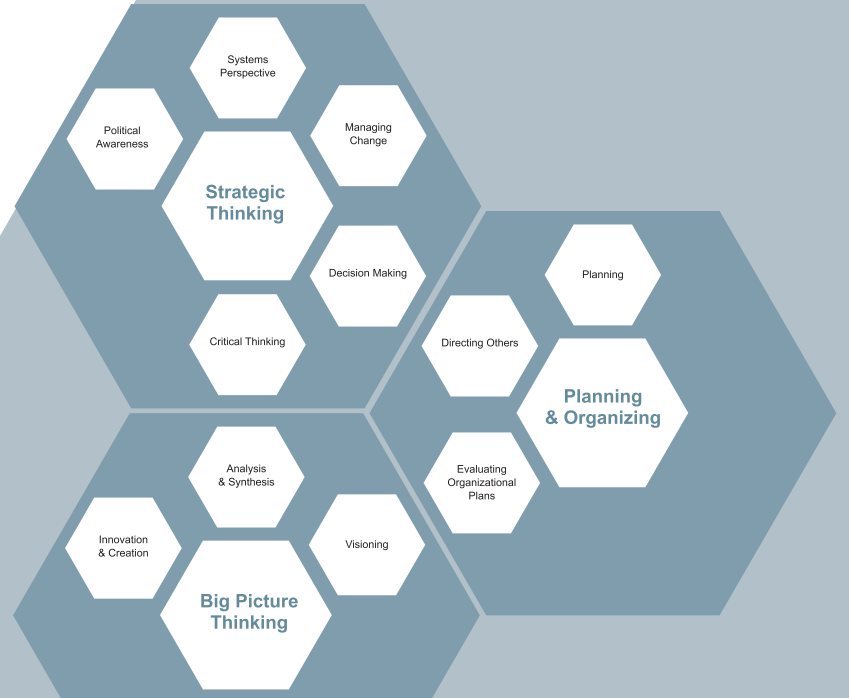 Systems
Perspective
Political
Awareness
Managing
Change
Strategic
Thinking
Decision Making
Critical Thinking
Planning
Directing Others
Planning
& Organizing
Evaluating
Organizational
Plans
Analysis
& Synthesis
Innovation
& Creation
Visioning
Big Picture
Thinking